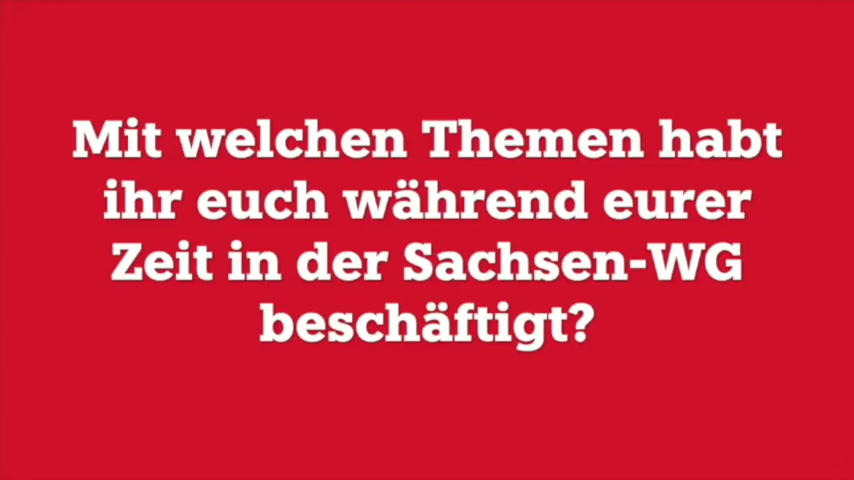 Mit welchen Themen habt
ihr euch während eurer
Zeit in der Sachsen-WG
beschäftigt?